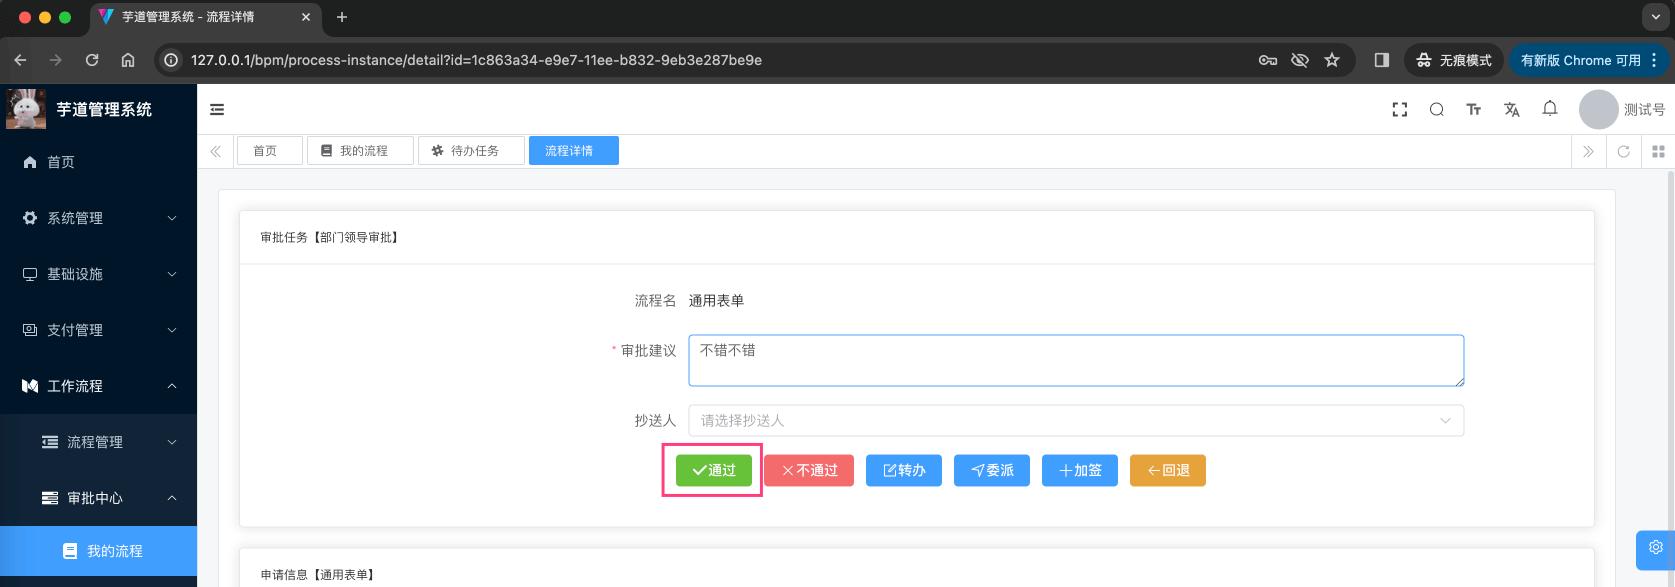 芋道管理系统 - 流程详情
127.0.0.1/bpm/process-instance/detail?id=1c863a34-e9e7-11ee-b832-9eb3e287be9e
无痕模式
有新版 Chrome 可用
芋道管理系统
测试号
首页
我的流程
待办任务
流程详情
首页
系统管理
基础设施
支付管理
工作流程
流程管理
审批中心
我的流程
审批任务【部门领导审批】
流程名 通用表单
* 审批建议 不错不错
抄送人 请选择抄送人
通过 不通过 转办 委派 加签 回退
申请信息【通用表单】